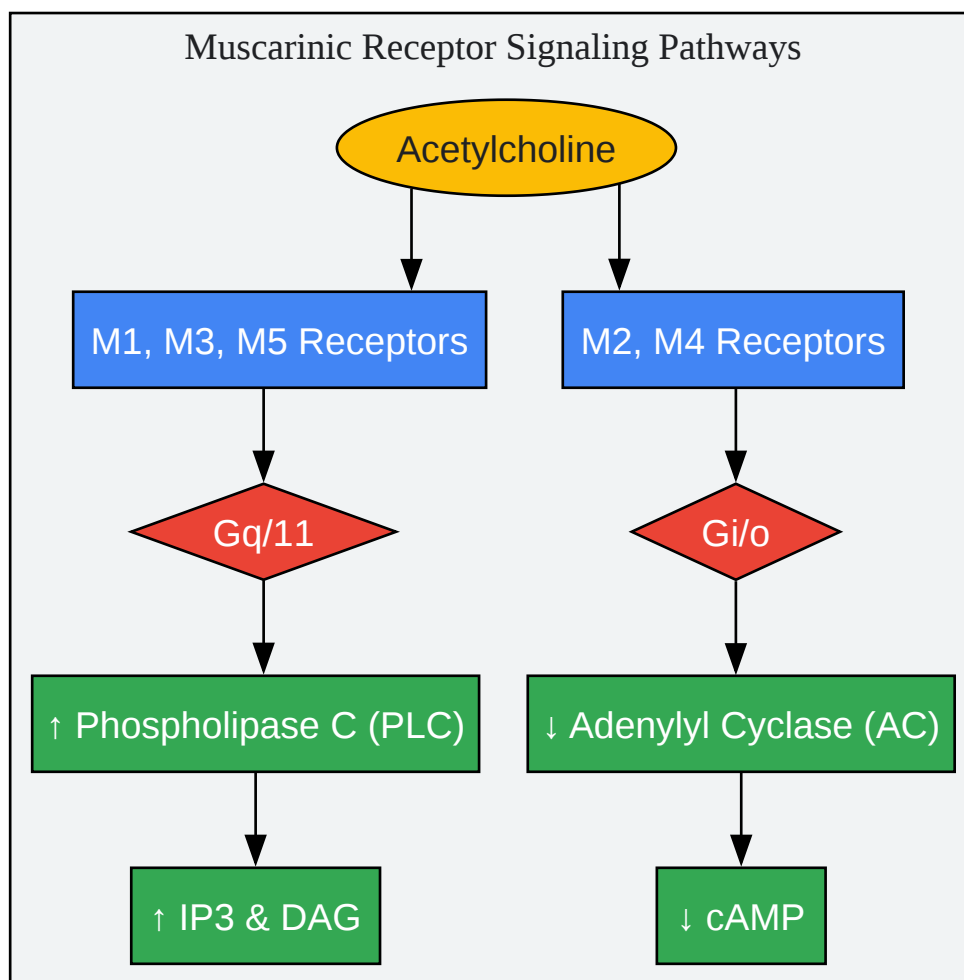 Muscarinic Receptor Signaling Pathways
Acetylcholine
M1, M3, M5 Receptors
M2, M4 Receptors
Gq/11
Gi/o
↑ Phospholipase C (PLC)
↓ Adenylyl Cyclase (AC)
↑ IP3 & DAG
↓ cAMP